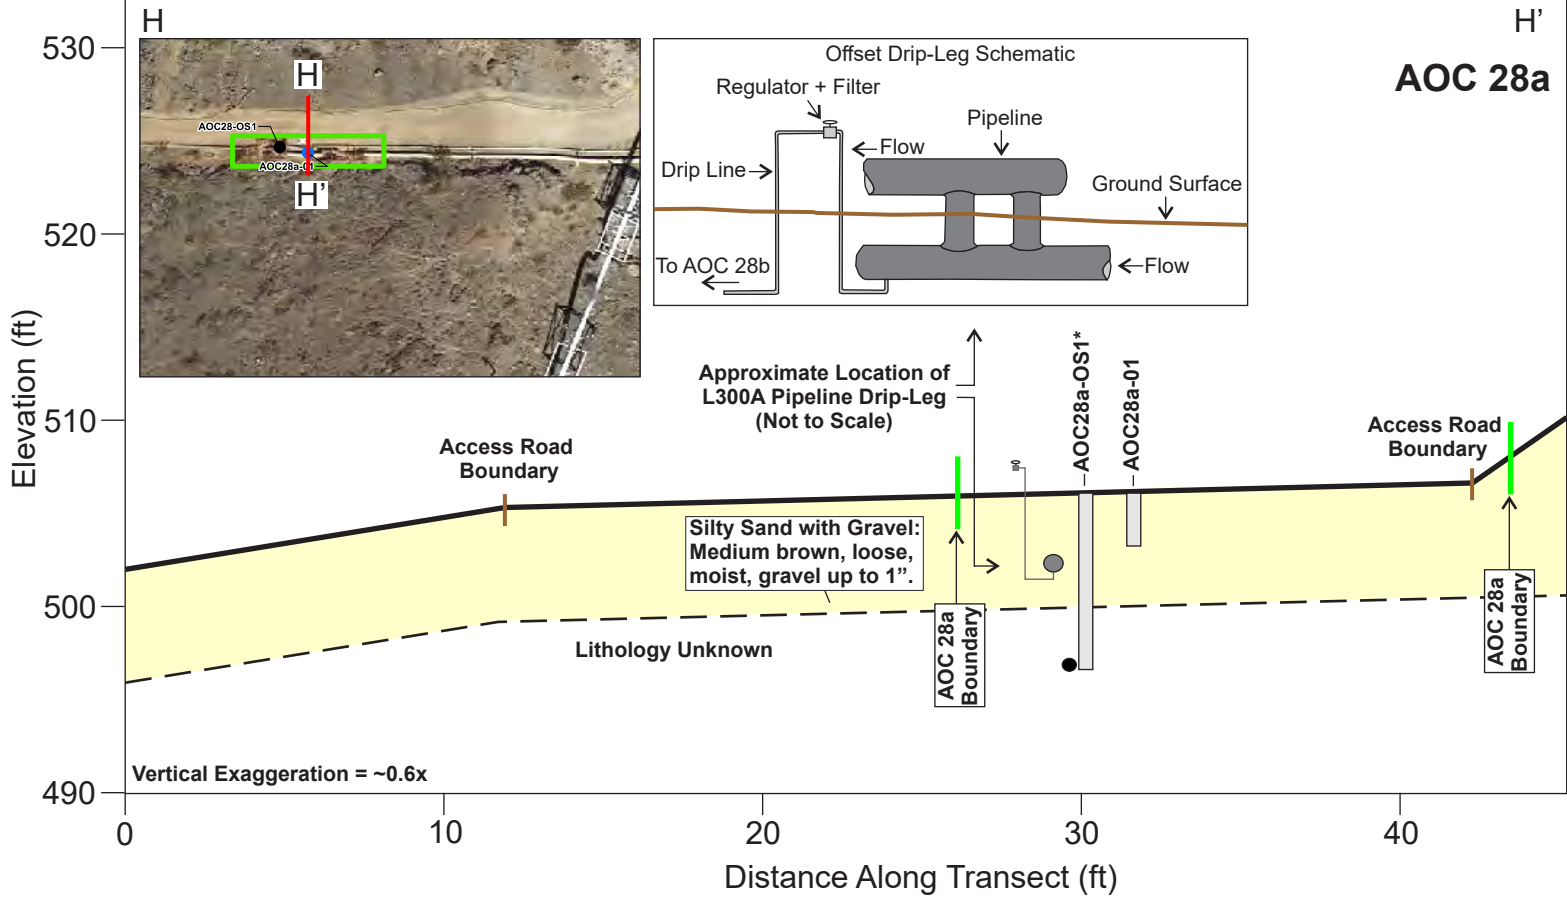 H
H’
AOC 28a
530
520
510
500
490
Elevation (ft)
H
AOC28-OS1
AOC28a-01
H’
Offset Drip-Leg Schematic
Regulator + Filter
Pipeline
Flow
Drip Line
Ground Surface
To AOC 28b
Flow
Approximate Location of
L300A Pipeline Drip-Leg
(Not to Scale)
AOC28a-OS1*
AOC28a-01
Access Road
Boundary
Access Road
Boundary
Silty Sand with Gravel:
Medium brown, loose,
moist, gravel up to 1”.
AOC 28a
Boundary
AOC 28a
Boundary
Lithology Unknown
Vertical Exaggeration = ~0.6x
0
10
20
30
40
Distance Along Transect (ft)